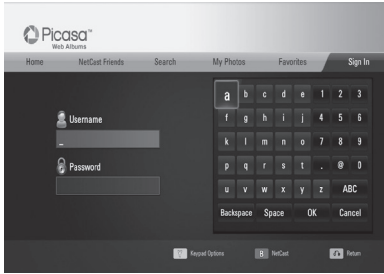 Picasa™
Web Albums
Home NetCast Friends Search My Photos Favorites Sign In
a b c d e 1 2 3
Username
f g h i j 4 5 6
_
k l m n o 7 8 9
Password
p q r s t . @ 0
u v w x y z ABC
Backspace Space OK Cancel
Keypad Options B NetCast Return